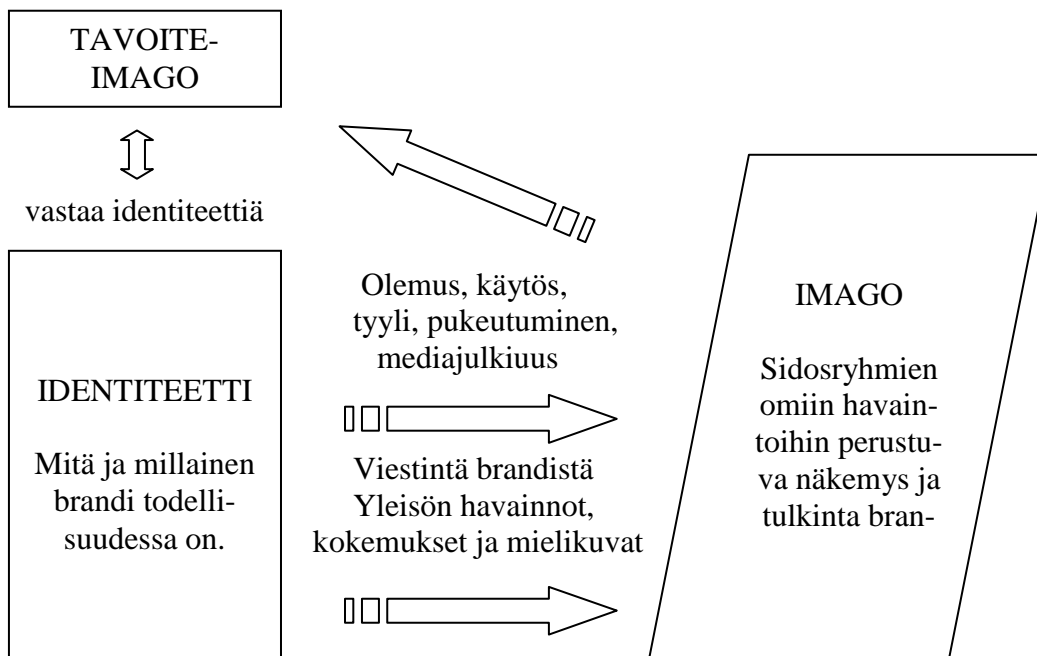 TAVOITE-
IMAGO
vastaa identiteettiä
IDENTITEETTI
Mitä ja millainen
brandi todelli-
suudessa on.
Olemus, käytös,
tyyli, pukeutuminen,
mediajulkiuus
Viestintä brandistä
Yleisön havainnot,
kokemukset ja mielikuvat
IMAGO
Sidosryhmien
omiin havain-
toihin perustu-
va näkemys ja
tulkinta bran-